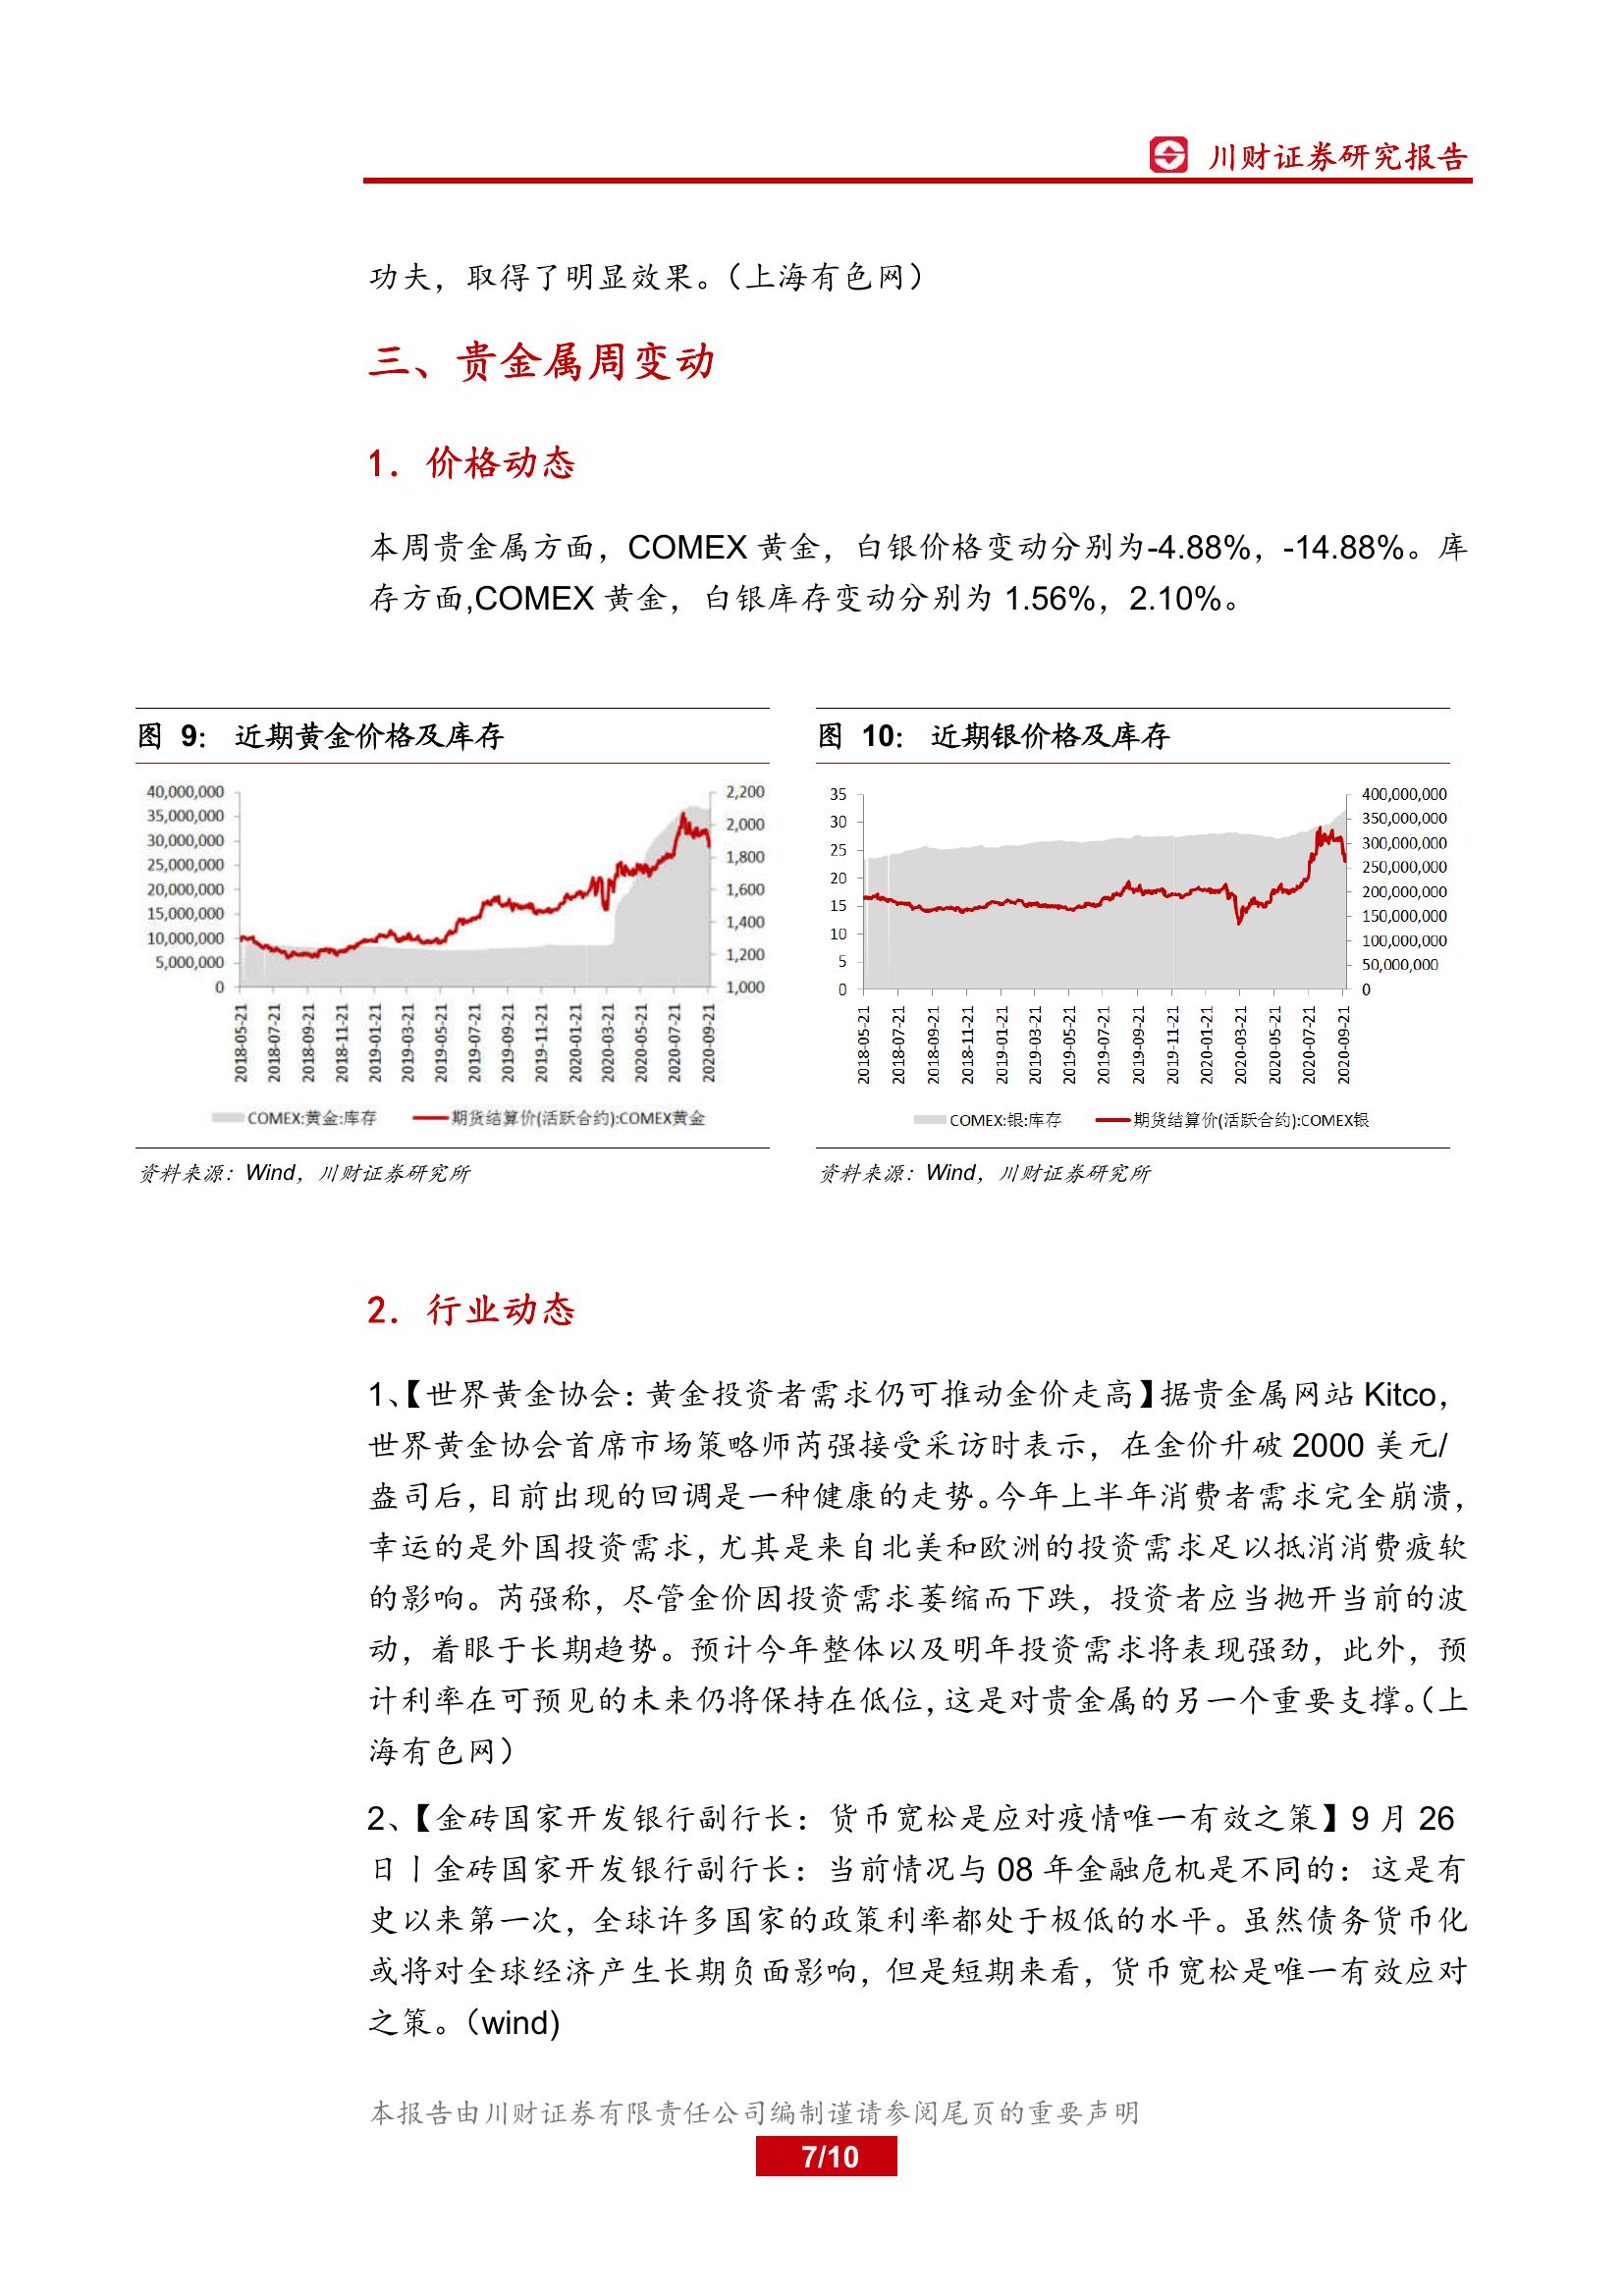 川财证券研究报告
功夫，取得了明显效果。（上海有色网）
三、贵金属周变动
1. 价格动态
本周贵金属方面，COMEX 黄金，白银价格变动分别为-4.88%，-14.88%。库
存方面,COMEX 黄金，白银库存变动分别为 1.56%，2.10%。
图 9： 近期黄金价格及库存
40,000,000
35,000,000
30,000,000
25,000,000
20,000,000
15,000,000
10,000,000
5,000,000
0
2,200
2,000
1,800
1,600
1,400
1,200
1,000
2018-05-21
2018-07-21
2018-09-21
2018-11-21
2019-01-21
2019-03-21
2019-05-21
2019-07-21
2019-09-21
2019-11-21
2020-01-21
2020-03-21
2020-05-21
2020-07-21
2020-09-21
COMEX:黄金:库存 期货结算价(活跃合约):COMEX黄金
资料来源：Wind，川财证券研究所
图 10： 近期银价格及库存
35
30
25
20
15
10
5
0
400,000,000
350,000,000
300,000,000
250,000,000
200,000,000
150,000,000
100,000,000
50,000,000
0
2018-05-21
2018-07-21
2018-09-21
2018-11-21
2019-01-21
2019-03-21
2019-05-21
2019-07-21
2019-09-21
2019-11-21
2020-01-21
2020-03-21
2020-05-21
2020-07-21
2020-09-21
COMEX:银:库存 期货结算价(活跃合约):COMEX银
资料来源：Wind，川财证券研究所
2. 行业动态
1、【世界黄金协会：黄金投资者需求仍可推动金价走高】据贵金属网站 Kitco，
世界黄金协会首席市场策略师芮强接受采访时表示，在金价升破 2000 美元/
盎司后，目前出现的回调是一种健康的走势。今年上半年消费者需求完全崩溃，
幸运的是外国投资需求，尤其是来自北美和欧洲的投资需求足以抵消消费疲软
的影响。芮强称，尽管金价因投资需求萎缩而下跌，投资者应当抛开当前的波
动，着眼于长期趋势。预计今年整体以及明年投资需求将表现强劲，此外，预
计利率在可预见的未来仍将保持在低位，这是对贵金属的另一个重要支撑。（上
海有色网）
2、【金砖国家开发银行副行长：货币宽松是应对疫情唯一有效之策】9 月 26
日丨金砖国家开发银行副行长：当前情况与 08 年金融危机是不同的：这是有
史以来第一次，全球许多国家的政策利率都处于极低的水平。虽然债务货币化
或将对全球经济产生长期负面影响，但是短期来看，货币宽松是唯一有效应对
之策。（wind)
本报告由川财证券有限责任公司编制谨请参阅尾页的重要声明
7/10